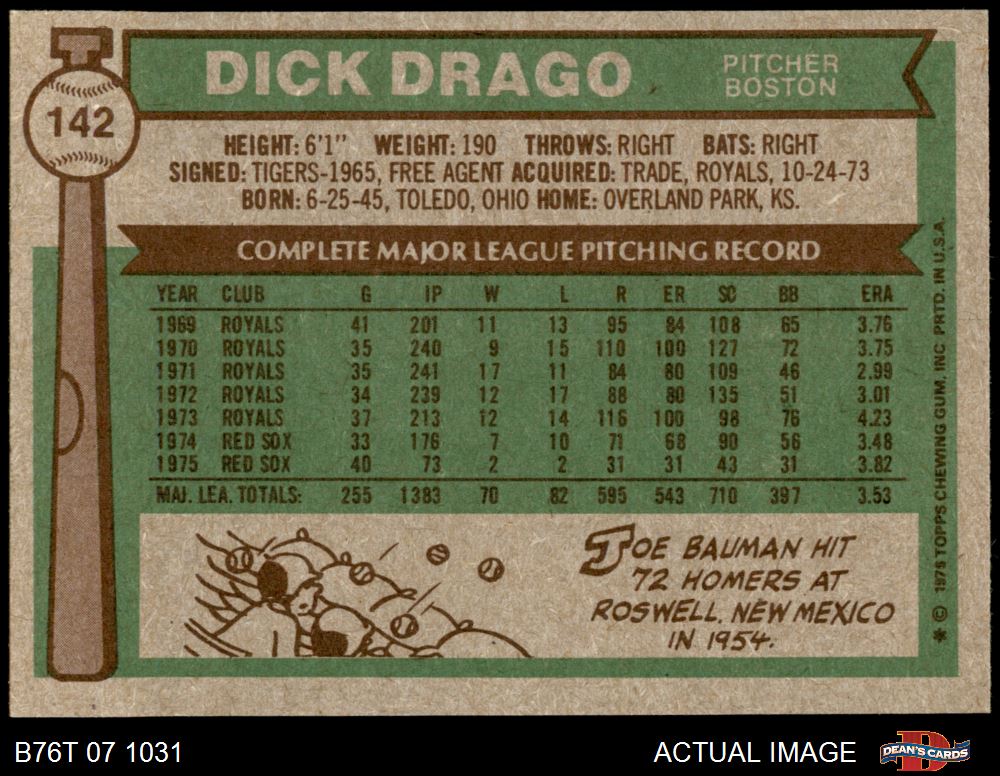 142
DICK DRAGO
PITCHER
BOSTON
HEIGHT: 6'1" WEIGHT: 190 THROWS: RIGHT BATS: RIGHT
SIGNED: TIGERS-1965, FREE AGENT ACQUIRED: TRADE, ROYALS, 10-24-73
BORN: 6-25-45, TOLEDO, OHIO HOME: OVERLAND PARK, KS.
COMPLETE MAJOR LEAGUE PITCHING RECORD
YEAR CLUB G IP W L R ER SO BB ERA
1969 ROYALS 41 201 11 13 95 84 108 65 3.76
1970 ROYALS 35 240 9 15 110 100 127 72 3.75
1971 ROYALS 35 241 17 11 84 80 109 46 2.99
1972 ROYALS 34 239 12 17 88 80 135 51 3.01
1973 ROYALS 37 213 12 14 116 100 98 76 4.23
1974 RED SOX 33 176 7 10 71 68 90 56 3.48
1975 RED SOX 40 73 2 2 31 31 43 31 3.82
MAJ. LEA. TOTALS: 255 1383 70 82 595 543 710 397 3.53
JOE BAUMAN HIT
72 HOMERS AT
ROSWELL, NEW MEXICO
IN 1954.
* © 1976 TOPPS CHEWING GUM, INC PRTD. IN U.S.A.
B76T 07 1031
ACTUAL IMAGE
DEAN'S CARDS